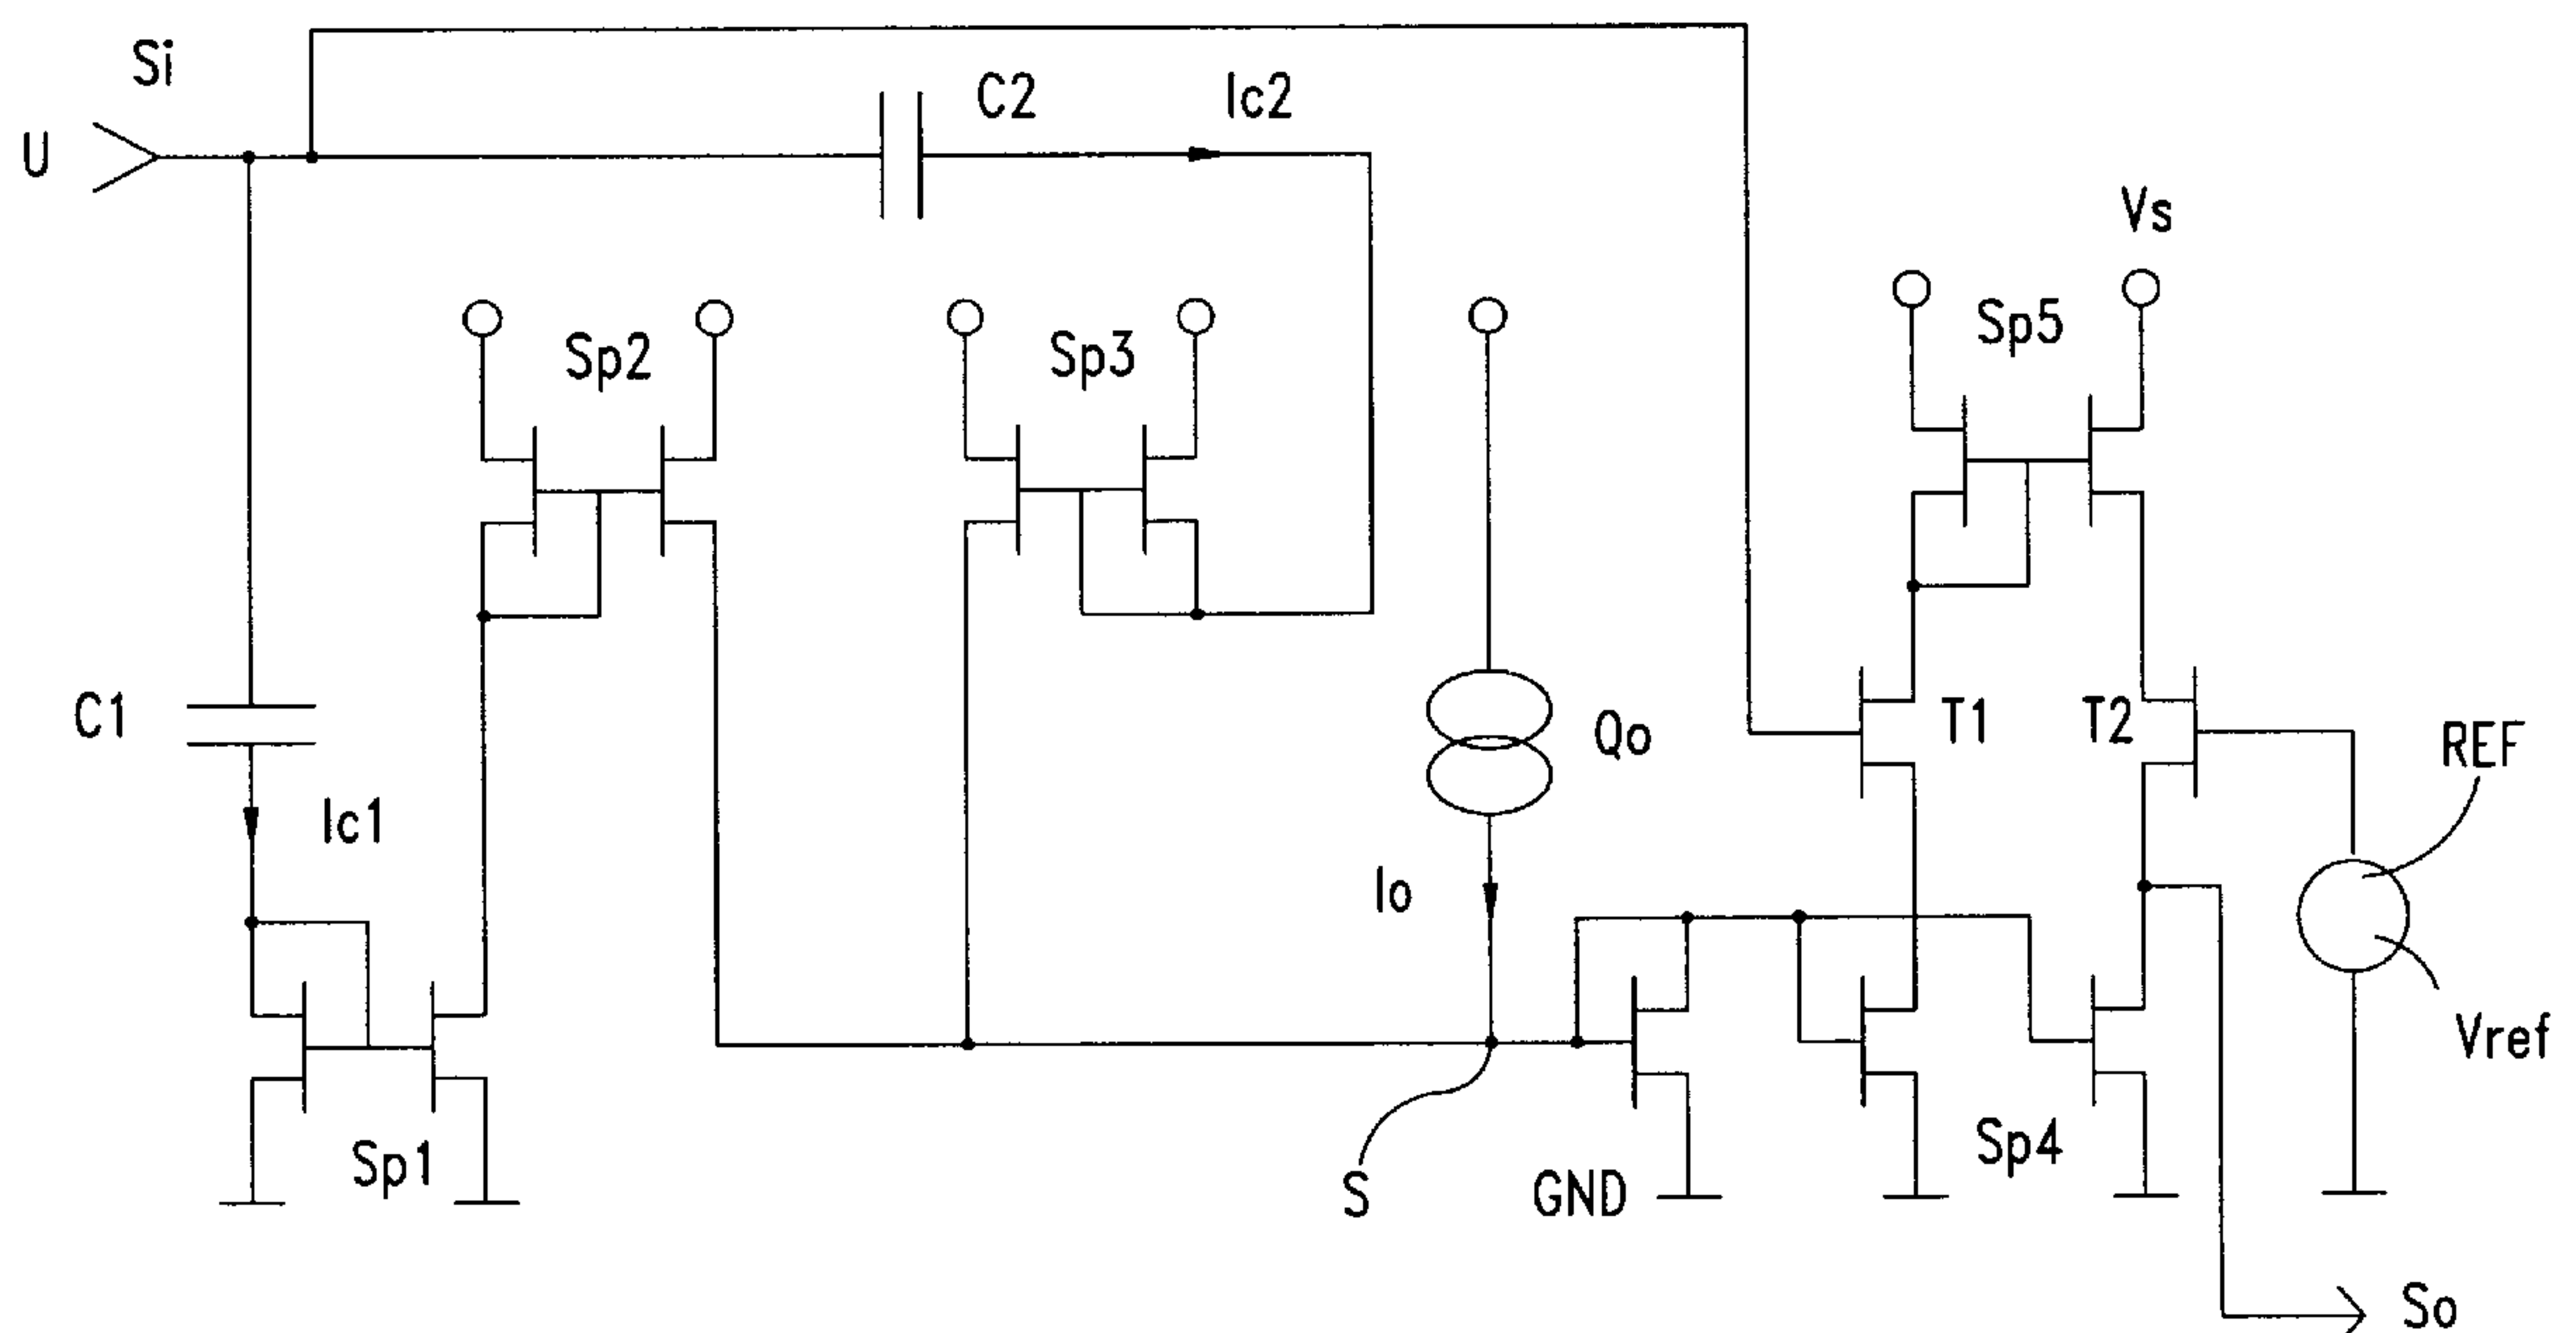 Si
U
C2
Ic2
Vs
Sp2
Sp3
Sp5
C1
Qo
T1
T2
REF
Ic1
Io
Vref
Sp1
S
GND
Sp4
So